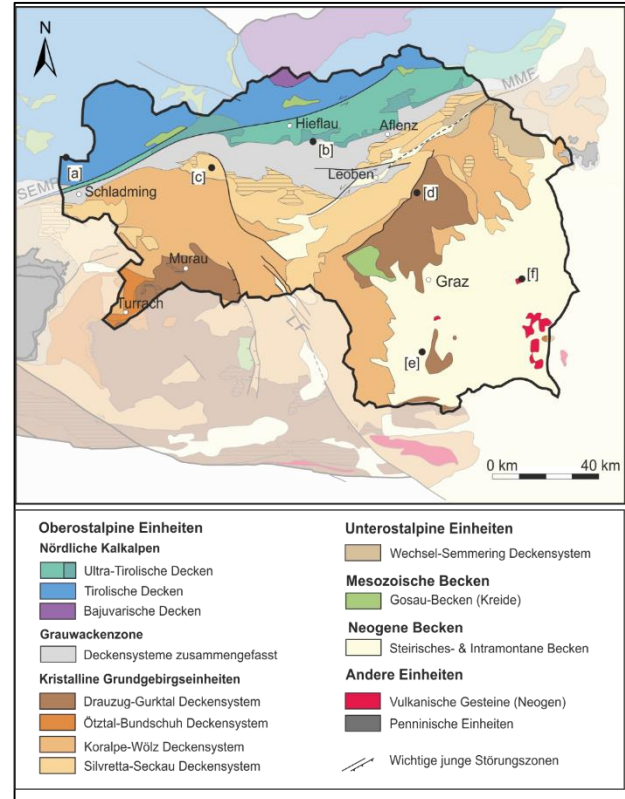 N
MMF
Hieflau
Aflenz
[b]
[a]
SEMP
Schladming
[c]
Leoben
[d]
Murau
Graz
[f]
Turrach
[e]
0 km
40 km
Oberostalpine Einheiten
Nördliche Kalkalpen
Ultra-Tirolische Decken
Tirolische Decken
Bajuvarische Decken
Grauwackenzone
Deckensysteme zusammengefasst
Kristalline Grundgebirgseinheiten
Drauzug-Gurktal Deckensystem
Ötztal-Bundschuh Deckensystem
Koralpe-Wölz Deckensystem
Silvretta-Seckau Deckensystem
Unterostalpine Einheiten
Wechsel-Semmering Deckensystem
Mesozoische Becken
Gosau-Becken (Kreide)
Neogene Becken
Steirisches- & Intramontane Becken
Andere Einheiten
Vulkanische Gesteine (Neogen)
Penninische Einheiten
Wichtige junge Störungszonen